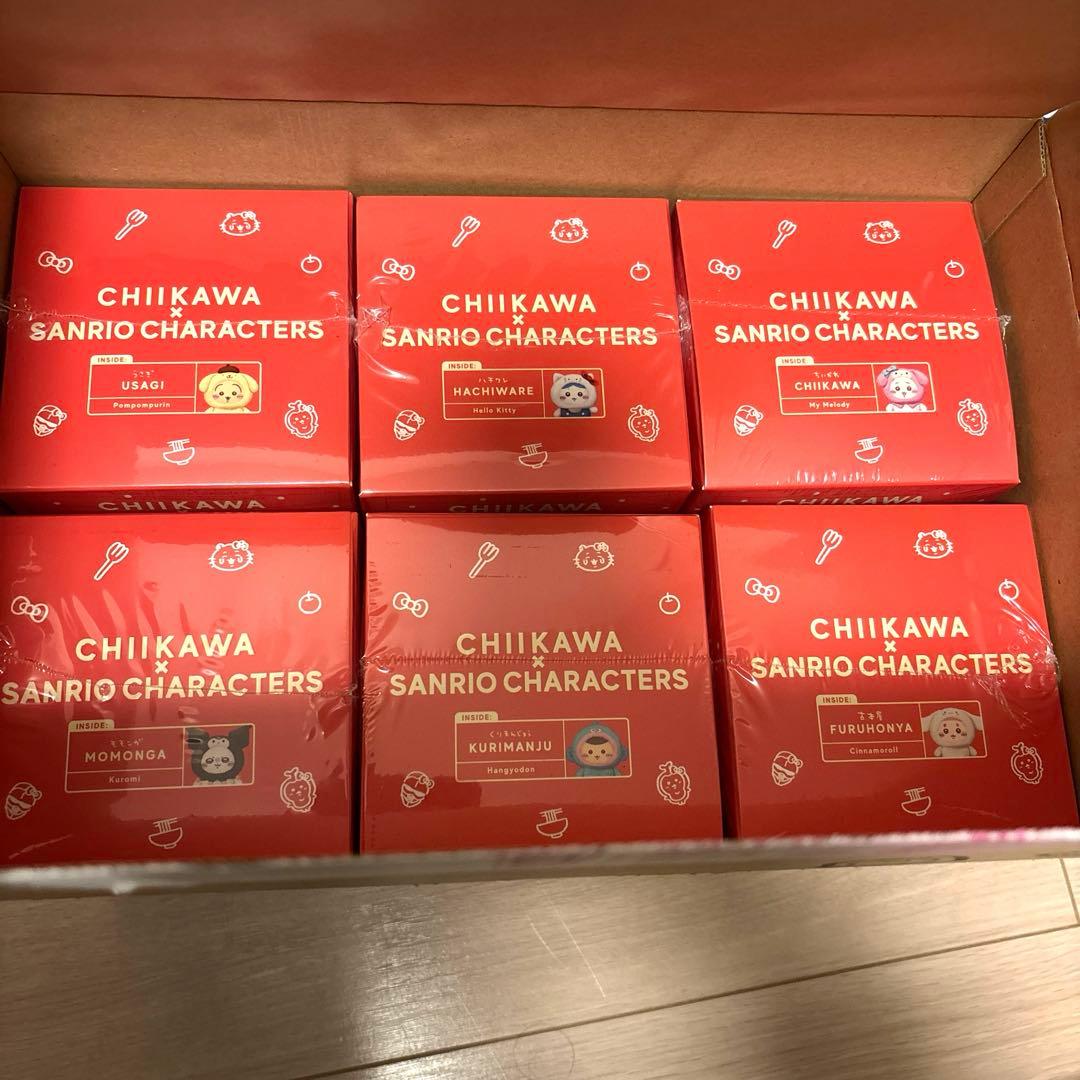 CHIIKAWA
×
SANRIO CHARACTERS
INSIDE:
うさぎ
USAGI
Pompompurin
CHIIKAWA
CHIIKAWA
×
SANRIO CHARACTERS
INSIDE:
ハチワレ
HACHIWARE
Hello Kitty
CHIIKAWA
CHIIKAWA
×
SANRIO CHARACTERS
INSIDE:
ちいかわ
CHIIKAWA
My Melody
CHIIKAWA
CHIIKAWA
×
SANRIO CHARACTERS
INSIDE:
モモンガ
MOMONGA
Kuromi
CHIIKAWA
×
SANRIO CHARACTERS
INSIDE:
くりまんじゅう
KURIMANJU
Hangyodon
CHIIKAWA
×
SANRIO CHARACTERS
INSIDE:
古本屋
FURUHONYA
Cinnamoroll